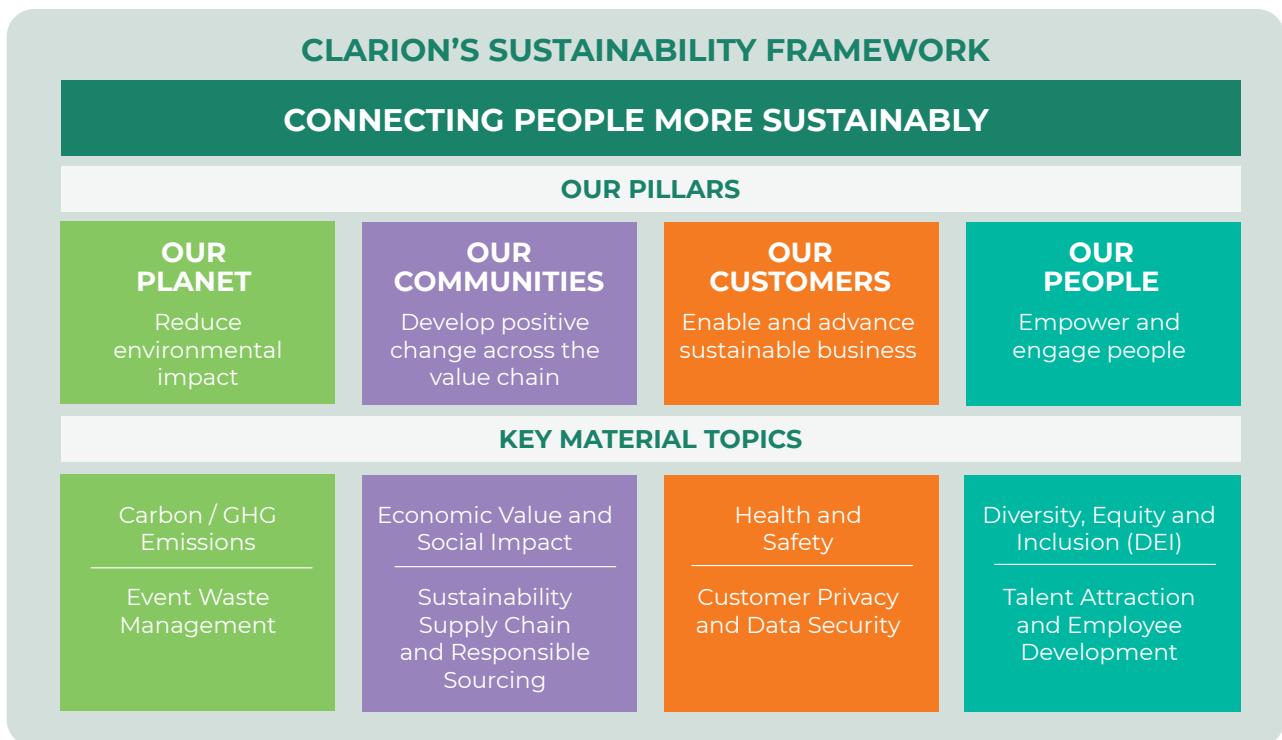 CLARION'S SUSTAINABILITY FRAMEWORK
CONNECTING PEOPLE MORE SUSTAINABLY
OUR PILLARS
OUR
PLANET
Reduce
environmental
impact
OUR
COMMUNITIES
Develop positive
change across the
value chain
OUR
CUSTOMERS
Enable and advance
sustainable business
OUR
PEOPLE
Empower and
engage people
KEY MATERIAL TOPICS
Carbon / GHG
Emissions
Event Waste
Management
Economic Value and
Social Impact
Sustainability
Supply Chain
and Responsible
Sourcing
Health and
Safety
Customer Privacy
and Data Security
Diversity, Equity and
Inclusion (DEI)
Talent Attraction
and Employee
Development